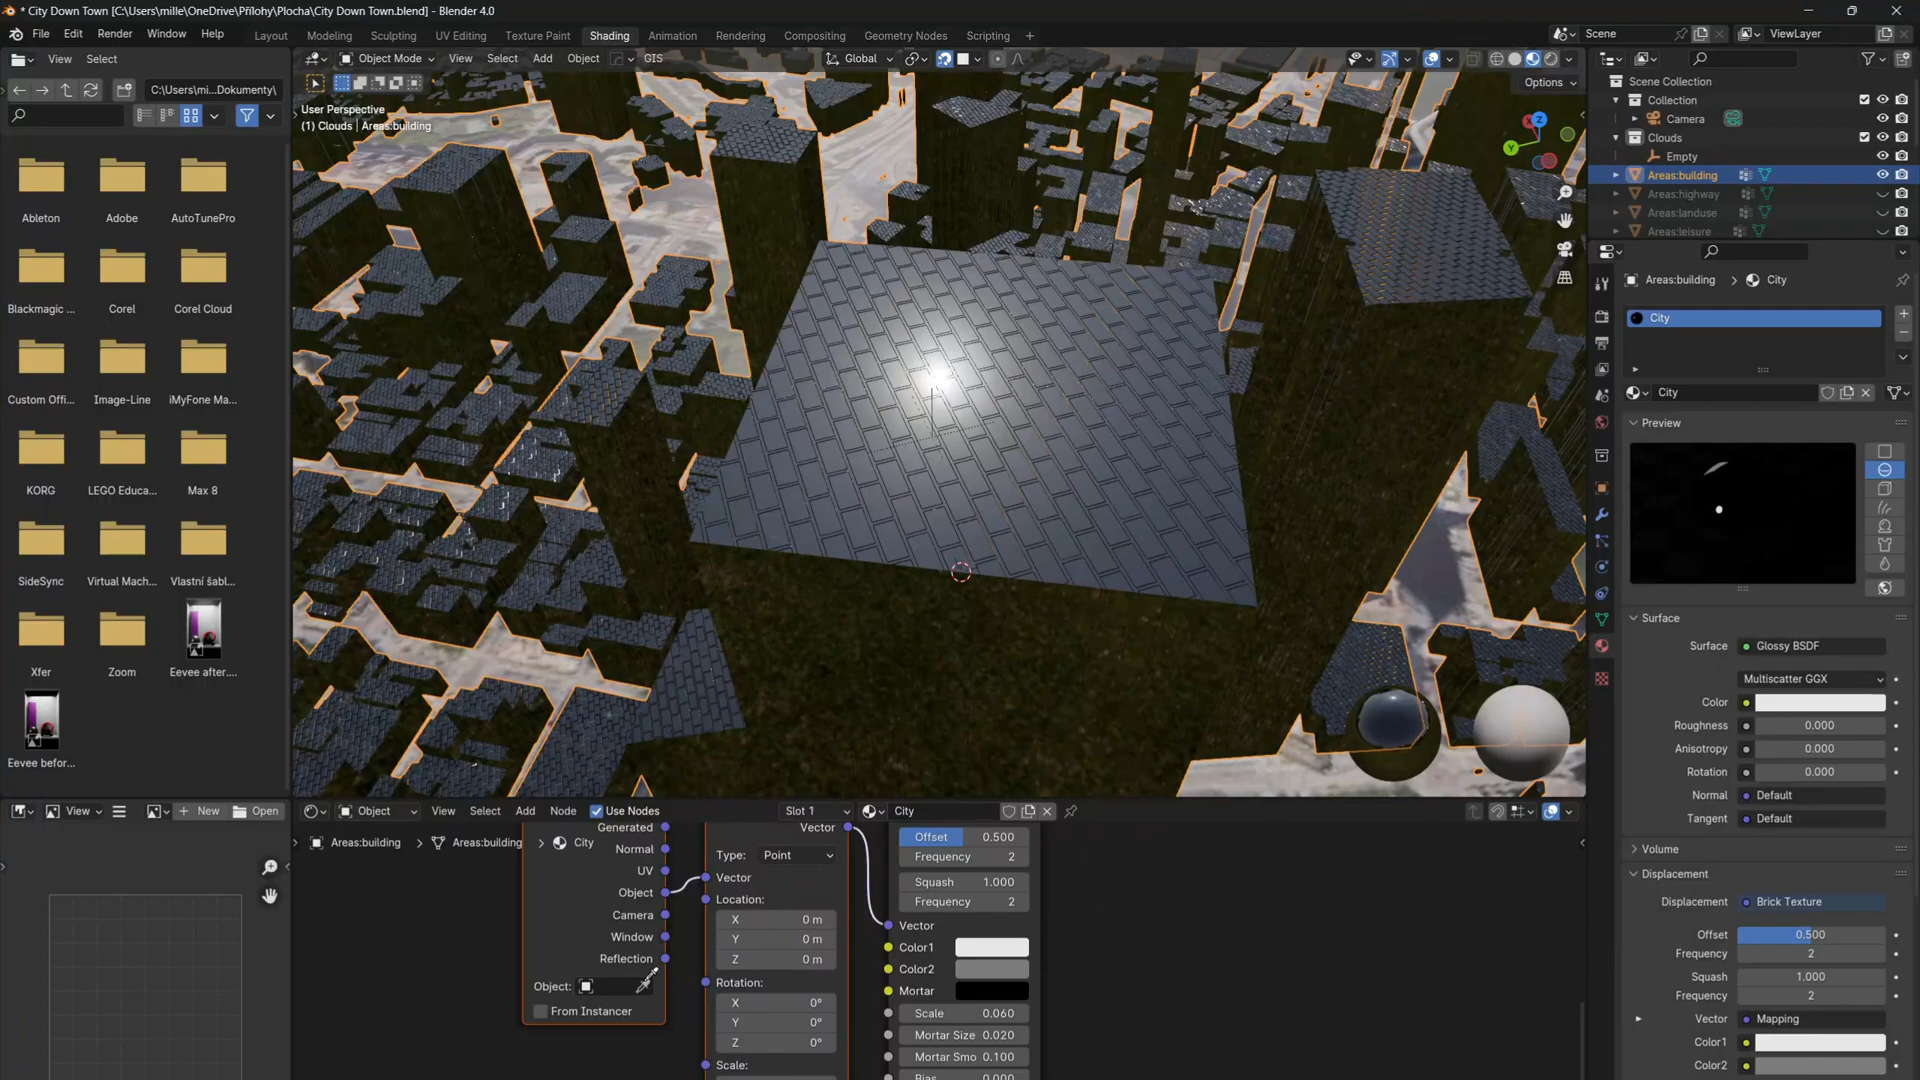 * City Down Town [C:\Users\mille\OneDrive\Přílohy\Plocha\City Down Town.blend] - Blender 4.0
File Edit Render Window Help Layout Modeling Sculpting UV Editing Texture Paint Shading Animation Rendering Compositing Geometry Nodes Scripting + Scene ViewLayer
View Select
Object Mode View Select Add Object GIS Global
C:\Users\mi...Dokumenty\
Options
User Perspective
(1) Clouds | Areas:building
Z
Y
Ableton Adobe AutoTunePro
Blackmagic ... Corel Corel Cloud
Custom Offi... Image-Line iMyFone Ma...
KORG LEGO Educa... Max 8
SideSync Virtual Mach... Vlastní šabl...
Xfer Zoom Eevee after....
Eevee befor...
Scene Collection
Collection
Camera
Clouds
Empty
Areas:building
Areas:highway
Areas:landuse
Areas:leisure
Areas:building City
City
City
Preview
Surface
Surface Glossy BSDF
Multiscatter GGX
Color
Roughness 0.000
Anisotropy 0.000
Rotation 0.000
Normal Default
Tangent Default
Volume
Displacement
Displacement Brick Texture
Offset 0.500
Frequency 2
Squash 1.000
Frequency 2
Vector Mapping
Color1
Color2
View New Open
Object View Select Add Node Use Nodes Slot 1 City
Areas:building Areas:building City
Generated
Normal
UV
Object
Camera
Window
Reflection
Object:
From Instancer
Vector
Type: Point
Vector
Location:
X 0 m
Y 0 m
Z 0 m
Rotation:
X 0°
Y 0°
Z 0°
Scale:
Offset 0.500
Frequency 2
Squash 1.000
Frequency 2
Vector
Color1
Color2
Mortar
Scale 0.060
Mortar Size 0.020
Mortar Smo 0.100
Bias 0.000